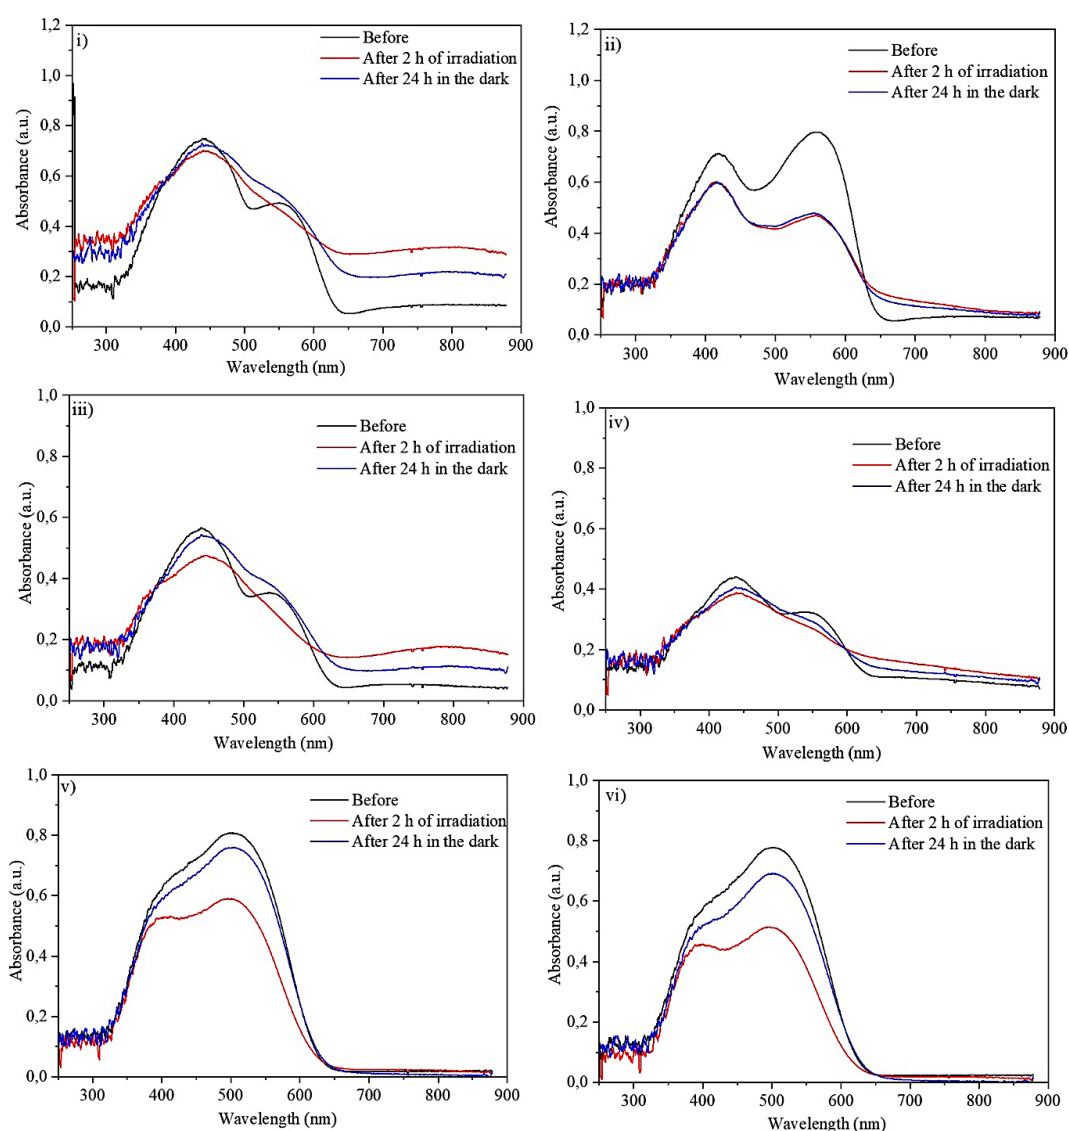 i)
Before
After 2 h of irradiation
After 24 h in the dark
1,2
1,0
0,8
0,6
0,4
0,2
0,0
Absorbance (a.u.)
300 400 500 600 700 800 900
Wavelength (nm)
ii)
Before
After 2 h of irradiation
After 24 h in the dark
1,2
1,0
0,8
0,6
0,4
0,2
0,0
Absorbance (a.u.)
300 400 500 600 700 800 900
Wavelength (nm)
iii)
Before
After 2 h of irradiation
After 24 h in the dark
1,0
0,8
0,6
0,4
0,2
0,0
Absorbance (a.u.)
300 400 500 600 700 800 900
Wavelength (nm)
iv)
Before
After 2 h of irradiation
After 24 h in the dark
1,0
0,8
0,6
0,4
0,2
0,0
Absorbance (a.u.)
300 400 500 600 700 800 900
Wavelength (nm)
v)
Before
After 2 h of irradiation
After 24 h in the dark
1,0
0,8
0,6
0,4
0,2
0,0
Absorbance (a.u.)
300 400 500 600 700 800 900
Wavelength (nm)
vi)
Before
After 2 h of irradiation
After 24 h in the dark
1,0
0,8
0,6
0,4
0,2
0,0
Absorbance (a.u.)
300 400 500 600 700 800 900
Wavelength (nm)